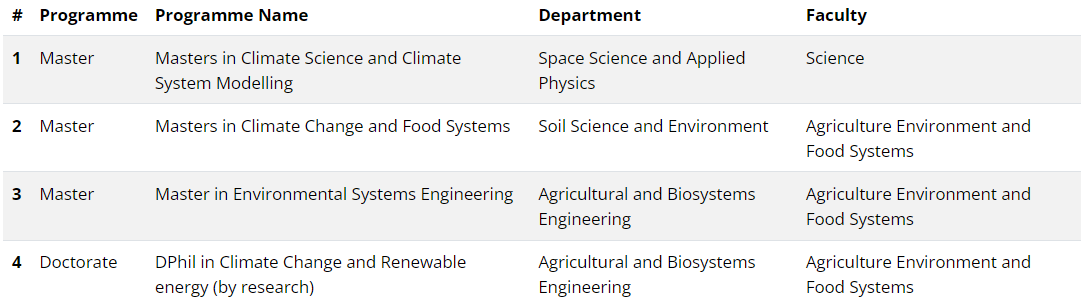 # Programme Programme Name Department Faculty
1 Master Masters in Climate Science and Climate Space Science and Applied Science
System Modelling Physics
2 Master Masters in Climate Change and Food Systems Soil Science and Environment Agriculture Environment and
Food Systems
3 Master Master in Environmental Systems Engineering Agricultural and Biosystems Agriculture Environment and
Engineering Food Systems
4 Doctorate DPhil in Climate Change and Renewable Agricultural and Biosystems Agriculture Environment and
energy (by research) Engineering Food Systems